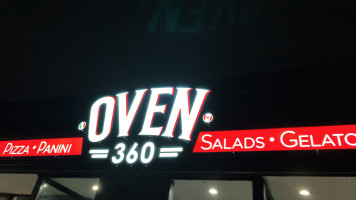 OVEN
360
PIZZA • PANINI
SALADS • GELATO